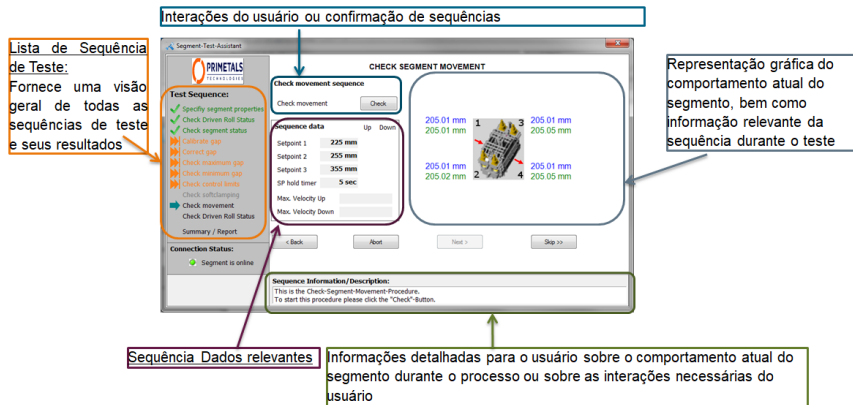 Interações do usuário ou confirmação de sequências
Lista de Sequência
de Teste:
Fornece uma visão
geral de todas as
sequências de teste
e seus resultados
Segment-Test-Assistant
PRIMETALS
TECHNOLOGIES
Test Sequence:
Specifiy segment properties
Check Driven Roll Status
Check segment status
Calibrate gap
Correct gap
Check maximum gap
Check minimum gap
Check control limits
Check softclamping
Check movement
Check Driven Roll Status
Summary / Report
Connection Status:
Segment is online
CHECK SEGMENT MOVEMENT
Check movement sequence
Check movement Check
Sequence data Up Down
Setpoint 1 225 mm
Setpoint 2 255 mm
Setpoint 3 355 mm
SP hold timer 5 sec
Max. Velocity Up
Max. Velocity Down
205.01 mm 1 3 205.01 mm
205.01 mm 205.05 mm
205.01 mm 205.01 mm
205.02 mm 2 4 205.05 mm
< Back Abort Next > Skip >>
Sequence Information/Description:
This is the Check-Segment-Movement-Procedure.
To start this procedure please click the "Check"-Button.
Representação gráfica do
comportamento atual do
segmento, bem como
informação relevante da
sequência durante o teste
Sequência Dados relevantes
Informações detalhadas para o usuário sobre o comportamento atual do
segmento durante o processo ou sobre as interações necessárias do
usuário